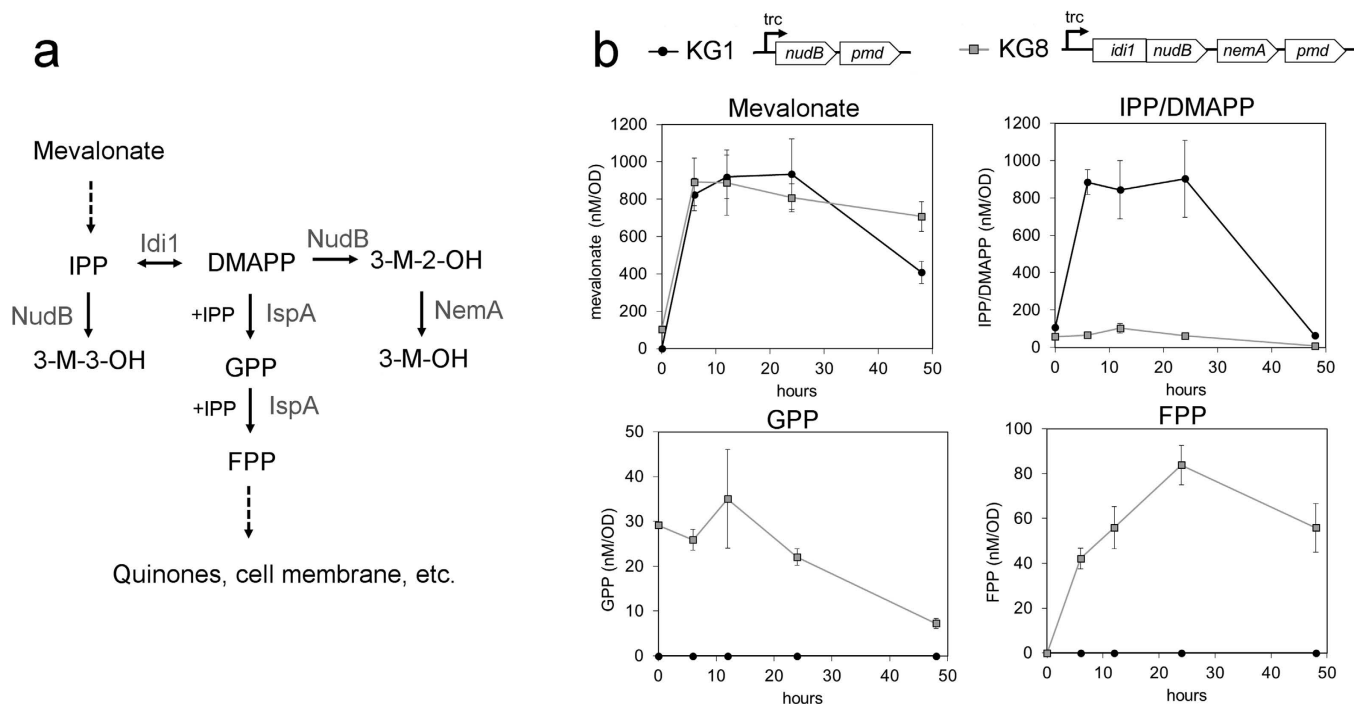 a
Mevalonate
Idi1
NudB
IPP
DMAPP
3-M-2-OH
NudB
+IPP
IspA
NemA
3-M-3-OH
GPP
3-M-OH
+IPP
IspA
FPP
Quinones, cell membrane, etc.
b
KG1
trc
nudB
pmd
KG8
trc
idi1
nudB
nemA
pmd
Mevalonate
mevalonate (nM/OD)
1200
1000
800
600
400
200
0
0 10 20 30 40 50
hours
IPP/DMAPP
IPP/DMAPP (nM/OD)
1200
1000
800
600
400
200
0
0 10 20 30 40 50
hours
GPP
GPP (nM/OD)
50
40
30
20
10
0
0 10 20 30 40 50
hours
FPP
FPP (nM/OD)
100
80
60
40
20
0
0 10 20 30 40 50
hours